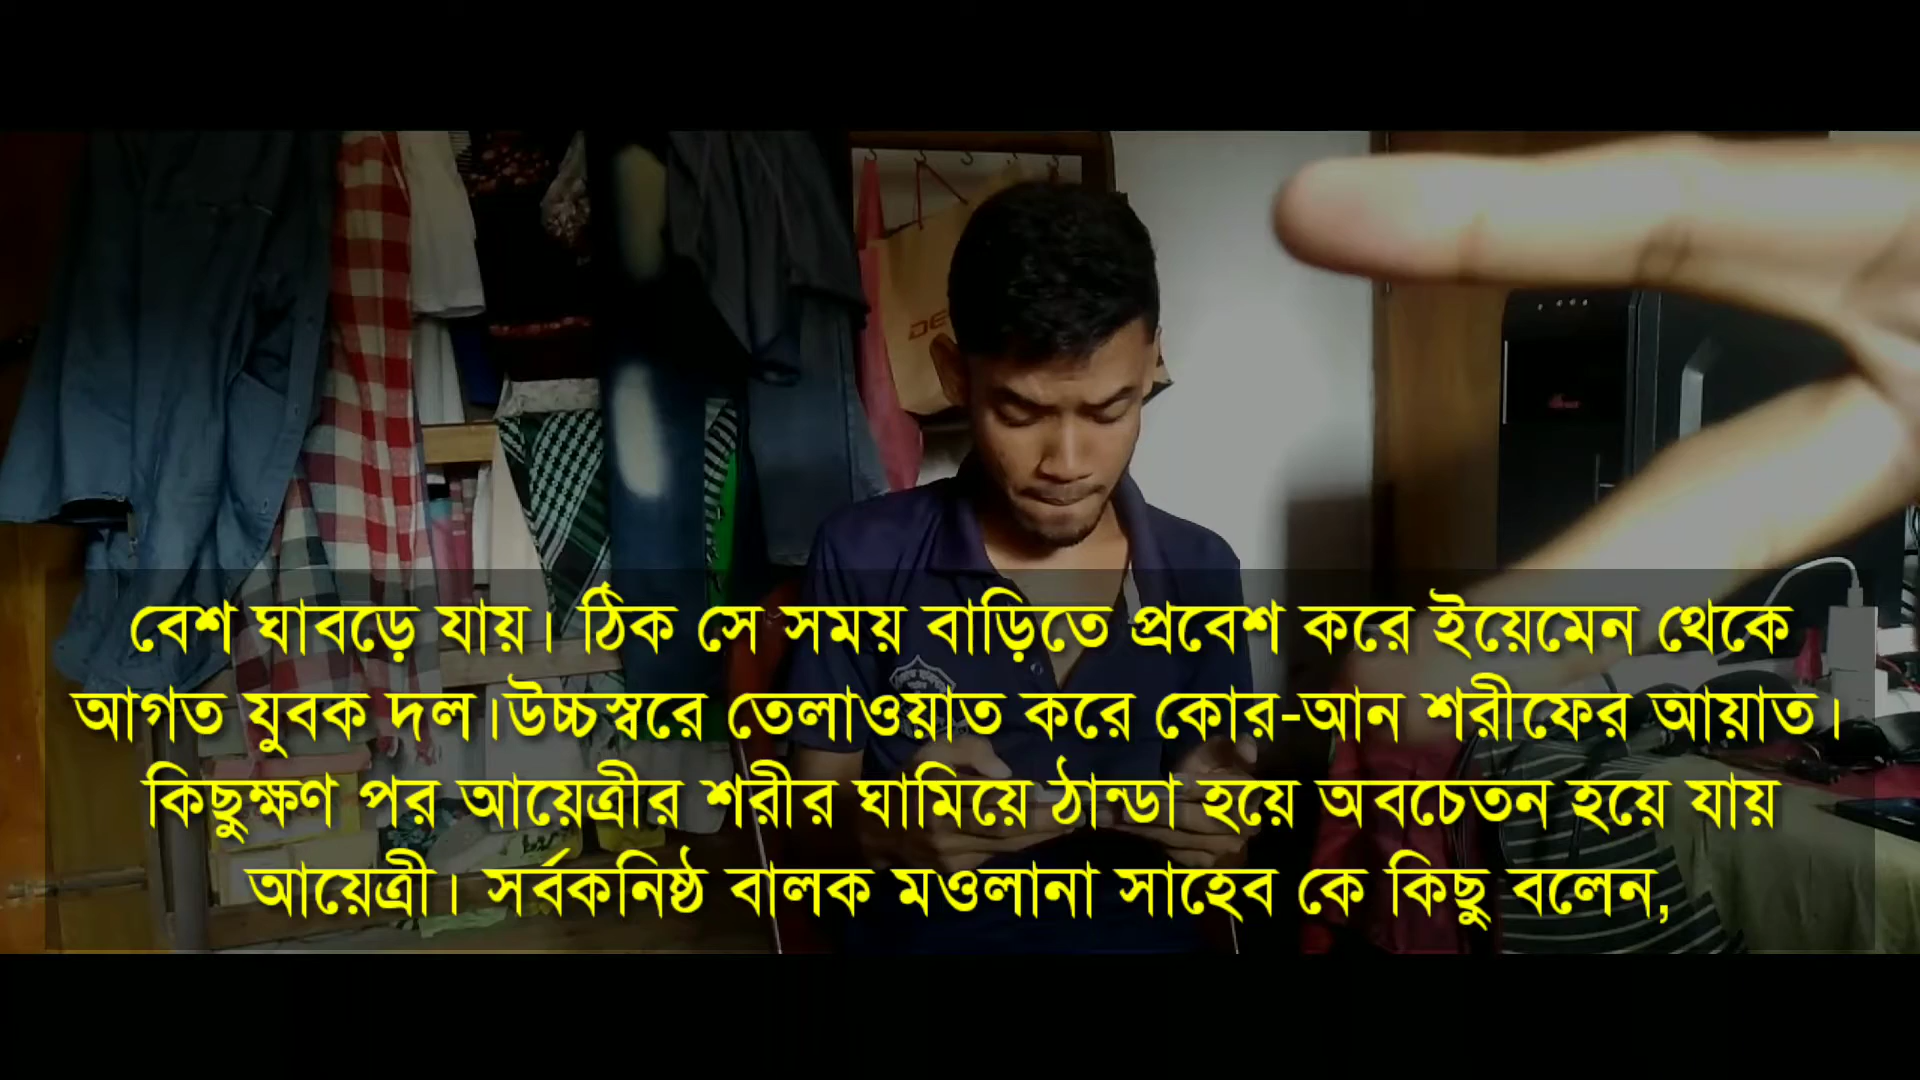 বেশ ঘাবড়ে যায়। ঠিক সে সময় বাড়িতে প্রবেশ করে ইয়েমেন থেকে
আগত যুবক দল।উচ্চস্বরে তেলাওয়াত করে কোর-আন শরীফের আয়াত।
কিছুক্ষণ পর আয়েত্রীর শরীর ঘামিয়ে ঠান্ডা হয়ে অবচেতন হয়ে যায়
আয়েত্রী। সর্বকনিষ্ঠ বালক মওলানা সাহেব কে কিছু বলেন,